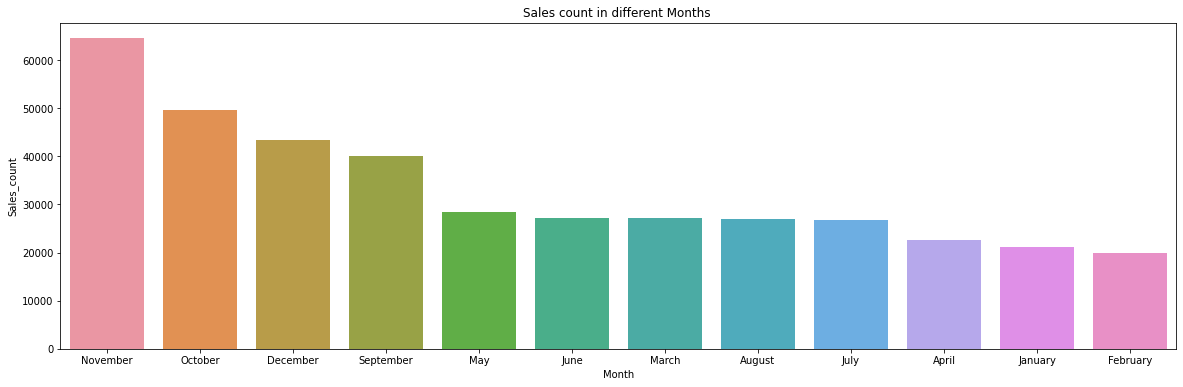 Sales count in different Months
Sales_count
60000
50000
40000
30000
20000
10000
0
November October December September May June March August July April January February
Month